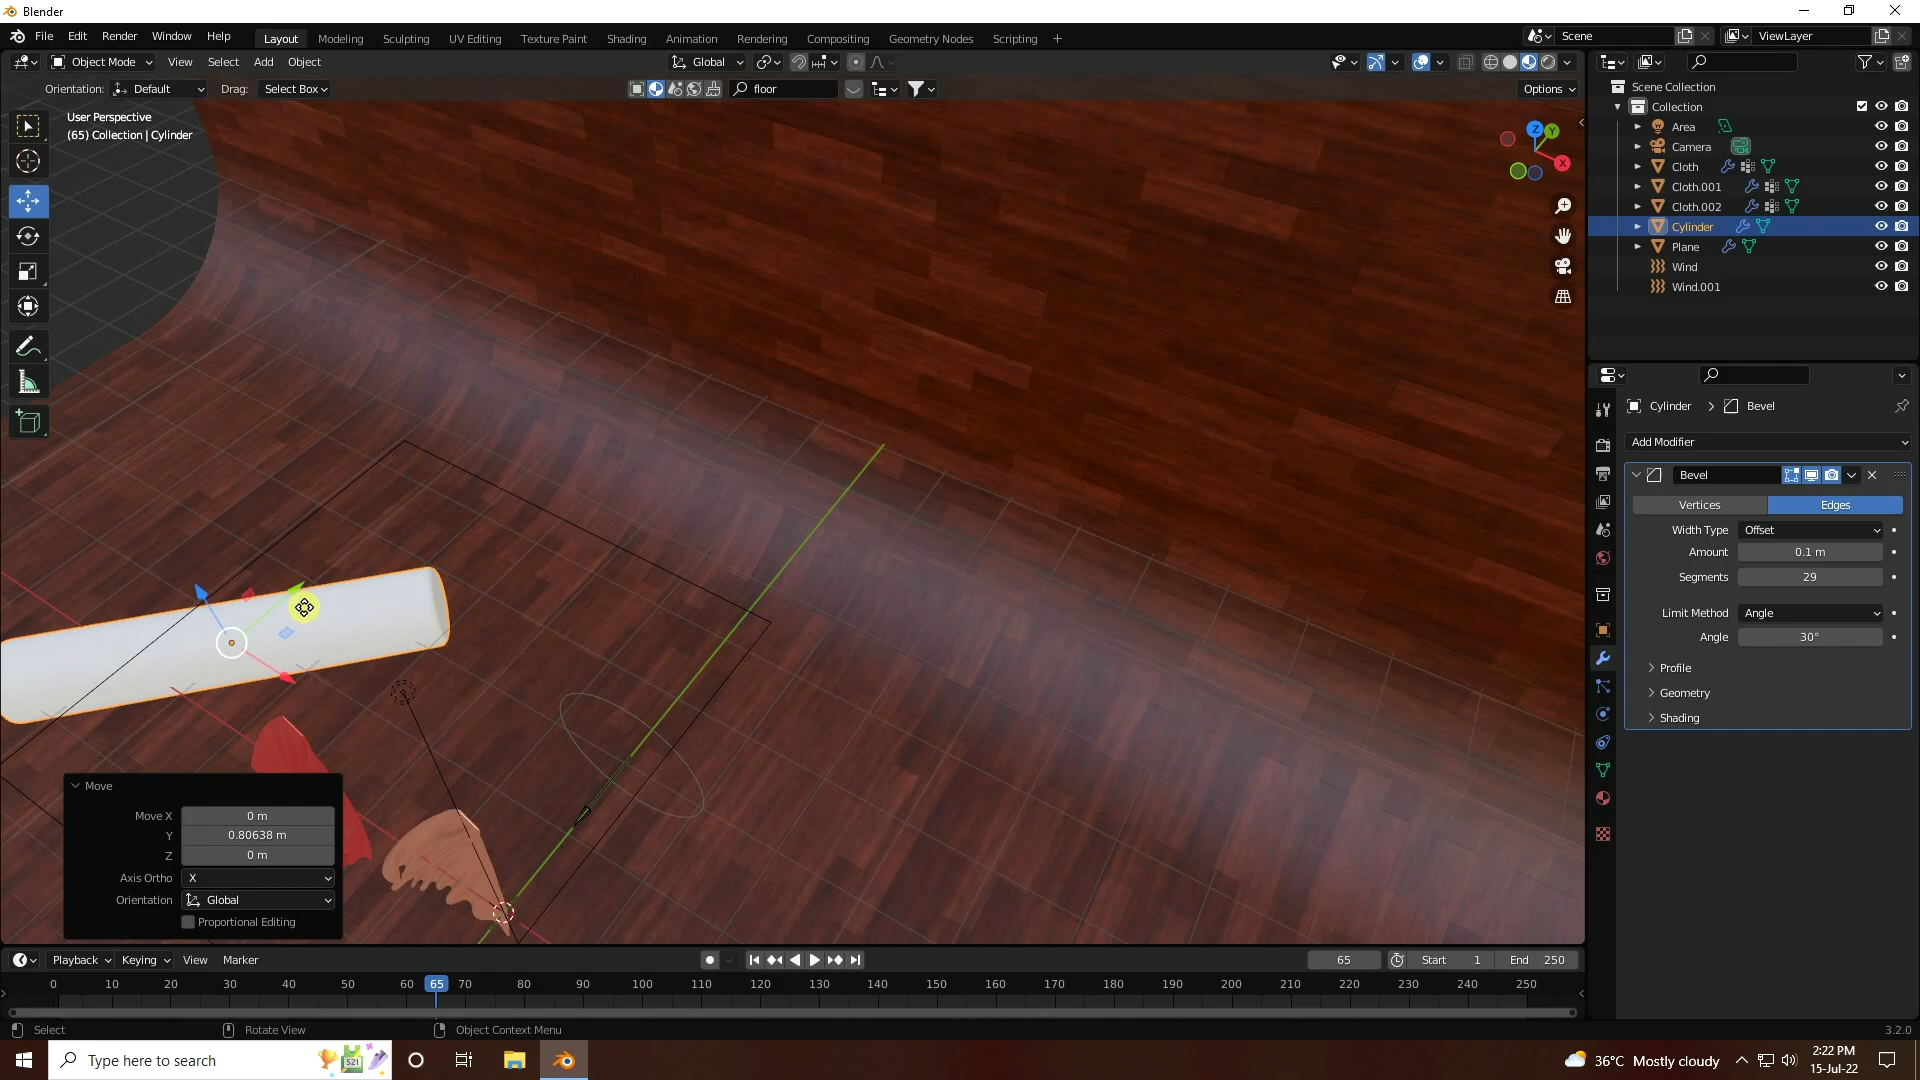 Blender
File Edit Render Window Help Layout Modeling Sculpting UV Editing Texture Paint Shading Animation Rendering Compositing Geometry Nodes Scripting + Scene ViewLayer
Object Mode View Select Add Object Global
Orientation: Default Drag: Select Box floor Options
User Perspective
(65) Collection | Cylinder
Z
Y
X
Scene Collection
Collection
Area
Camera
Cloth
Cloth.001
Cloth.002
Cylinder
Plane
Wind
Wind.001
Cylinder > Bevel
Add Modifier
Bevel
Vertices Edges
Width Type Offset
Amount 0.1 m
Segments 29
Limit Method Angle
Angle 30°
Profile
Geometry
Shading
Move
Move X 0 m
Y 0.80638 m
Z 0 m
Axis Ortho X
Orientation Global
Proportional Editing
Playback Keying View Marker 65 Start 1 End 250
0 10 20 30 40 50 60 65 70 80 90 100 110 120 130 140 150 160 170 180 190 200 210 220 230 240 250
Select Rotate View Object Context Menu 3.2.0
Type here to search
36°C Mostly cloudy
2:22 PM
15-Jul-22